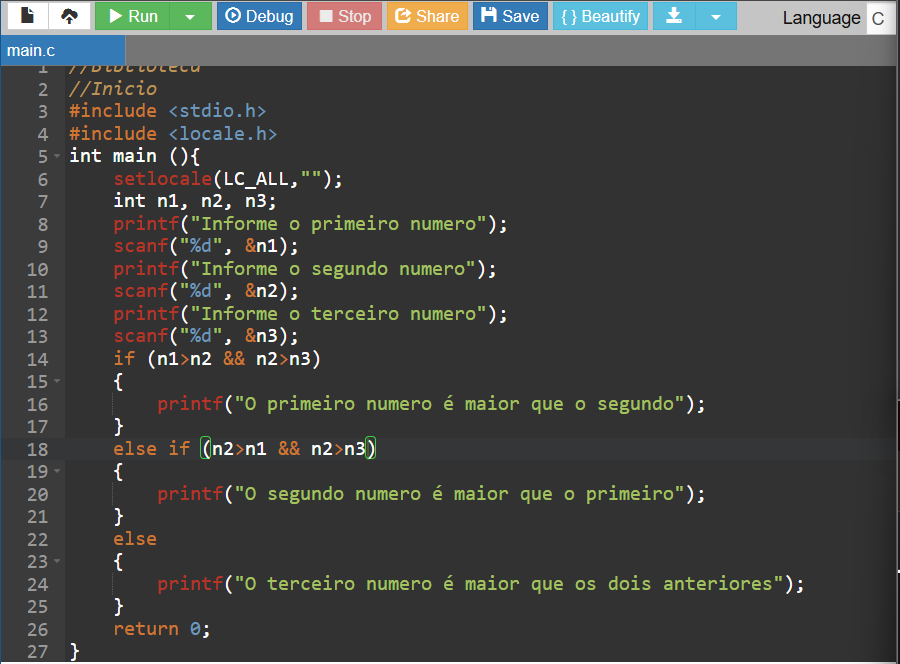 Run Debug Stop Share Save { } Beautify Language C
main.c
1 //Biblioteca
2 //Inicio
3 #include <stdio.h>
4 #include <locale.h>
5 int main (){
6 setlocale(LC_ALL,"");
7 int n1, n2, n3;
8 printf("Informe o primeiro numero");
9 scanf("%d", &n1);
10 printf("Informe o segundo numero");
11 scanf("%d", &n2);
12 printf("Informe o terceiro numero");
13 scanf("%d", &n3);
14 if (n1>n2 && n2>n3)
15 {
16 printf("O primeiro numero é maior que o segundo");
17 }
18 else if (n2>n1 && n2>n3)
19 {
20 printf("O segundo numero é maior que o primeiro");
21 }
22 else
23 {
24 printf("O terceiro numero é maior que os dois anteriores");
25 }
26 return 0;
27 }